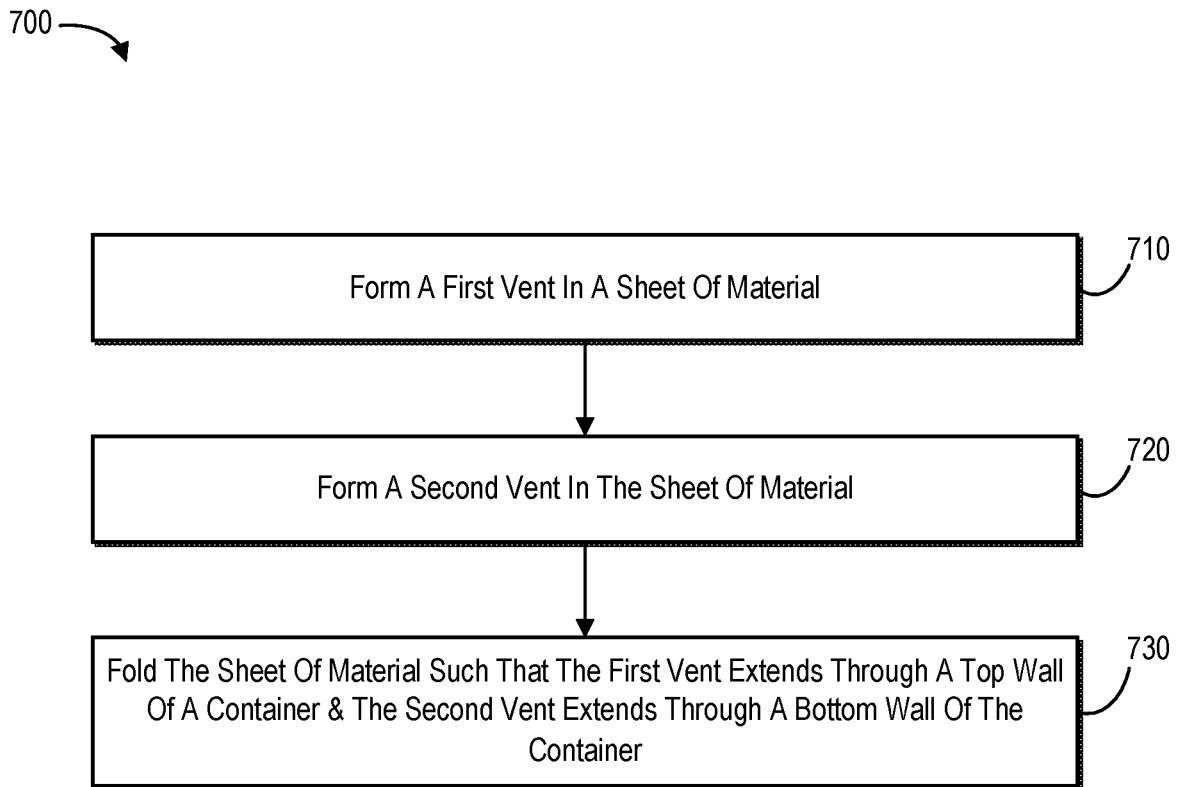 700
710
Form A First Vent In A Sheet Of Material
720
Form A Second Vent In The Sheet Of Material
730
Fold The Sheet Of Material Such That The First Vent Extends Through A Top Wall
Of A Container & The Second Vent Extends Through A Bottom Wall Of The
Container